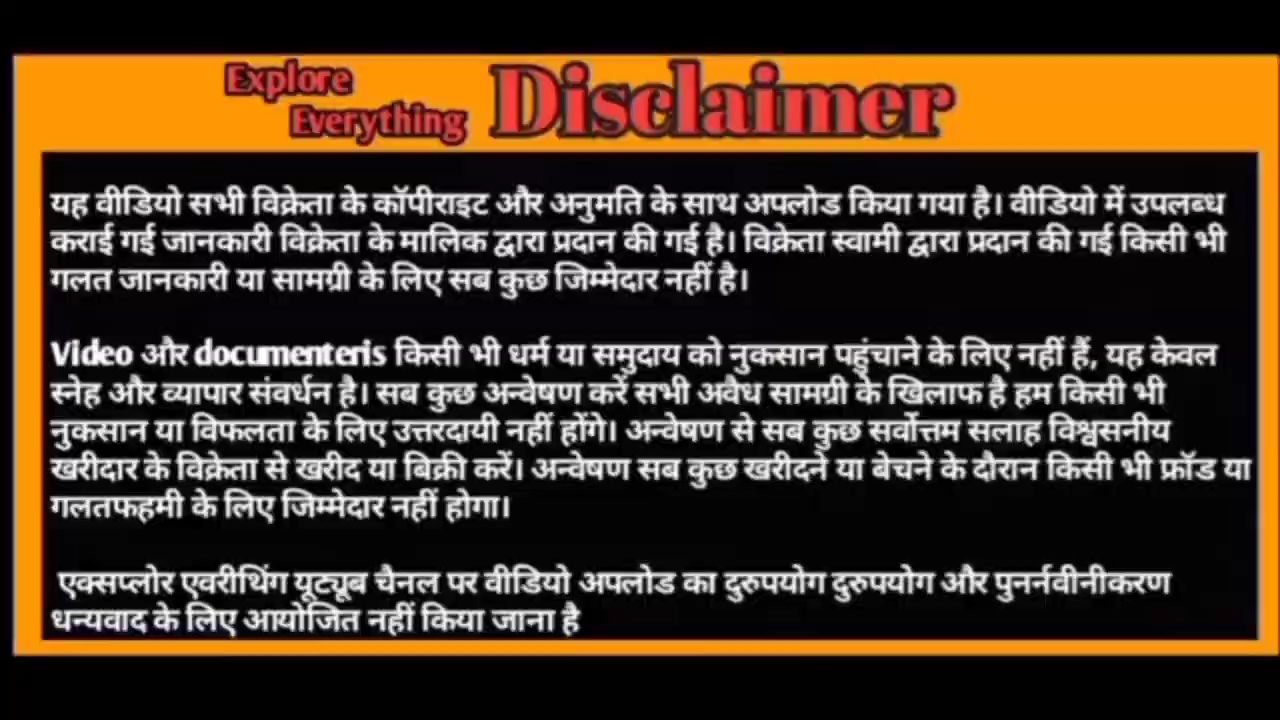 Explore
Everything
Disclaimer
यह वीडियो सभी विक्रेता के कॉपीराइट और अनुमति के साथ अपलोड किया गया है। वीडियो में उपलब्ध
कराई गई जानकारी विक्रेता के मालिक द्वारा प्रदान की गई है। विक्रेता स्वामी द्वारा प्रदान की गई किसी भी
गलत जानकारी या सामग्री के लिए सब कुछ जिम्मेदार नहीं है।
Video और documenteris किसी भी धर्म या समुदाय को नुकसान पहुंचाने के लिए नहीं हैं, यह केवल
स्नेह और व्यापार संवर्धन है। सब कुछ अन्वेषण करें सभी अवैध सामग्री के खिलाफ है हम किसी भी
नुकसान या विफलता के लिए उत्तरदायी नहीं होंगे। अन्वेषण से सब कुछ सर्वोत्तम सलाह विश्वसनीय
खरीदार के विक्रेता से खरीद या बिक्री करें। अन्वेषण सब कुछ खरीदने या बेचने के दौरान किसी भी फ्रॉड या
गलतफहमी के लिए जिम्मेदार नहीं होगा।
एक्सप्लोर एवरीथिंग यूट्यूब चैनल पर वीडियो अपलोड का दुरुपयोग दुरुपयोग और पुनर्नवीनीकरण
धन्यवाद के लिए आयोजित नहीं किया जाना है